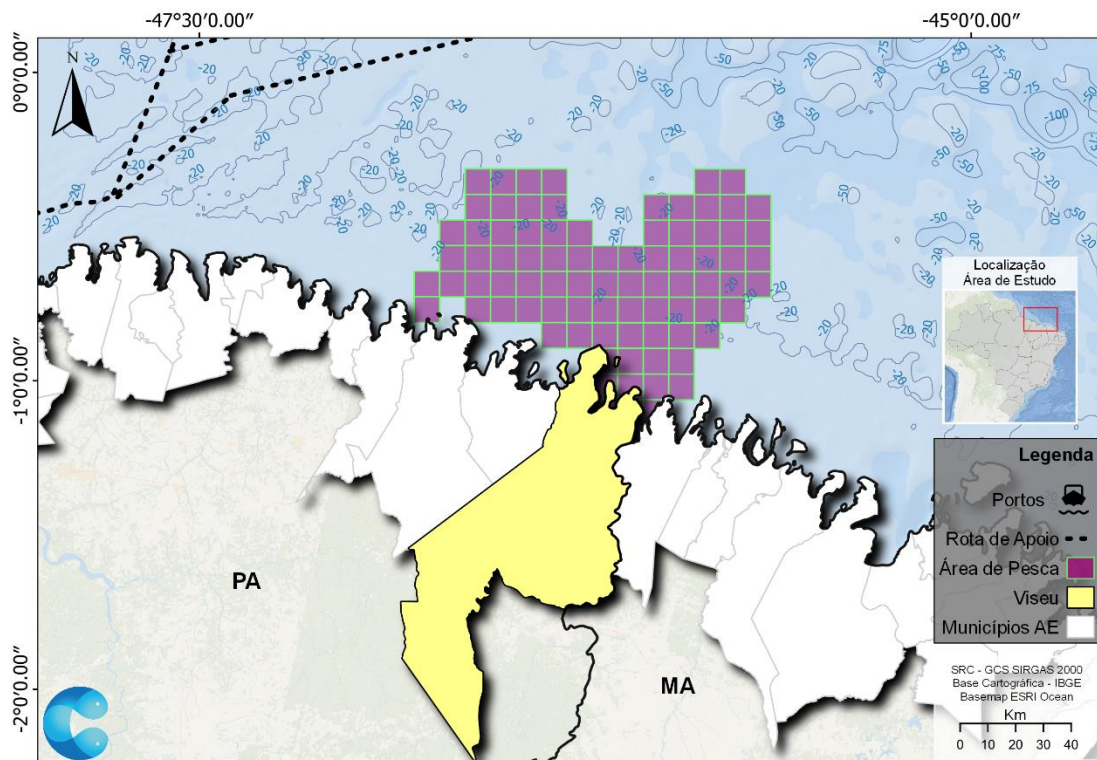 -47°30'0.00"
-45°0'0.00"
N
0°0'0.00"
-1°0'0.00"
-2°0'0.00"
-20
-50
-75
-100
PA
MA
Localização
Área de Estudo
Legenda
Portos
Rota de Apoio
Área de Pesca
Viseu
Municípios AE
SRC - GCS SIRGAS 2000
Base Cartográfica - IBGE
Basemap ESRI Ocean
Km
0 10 20 30 40